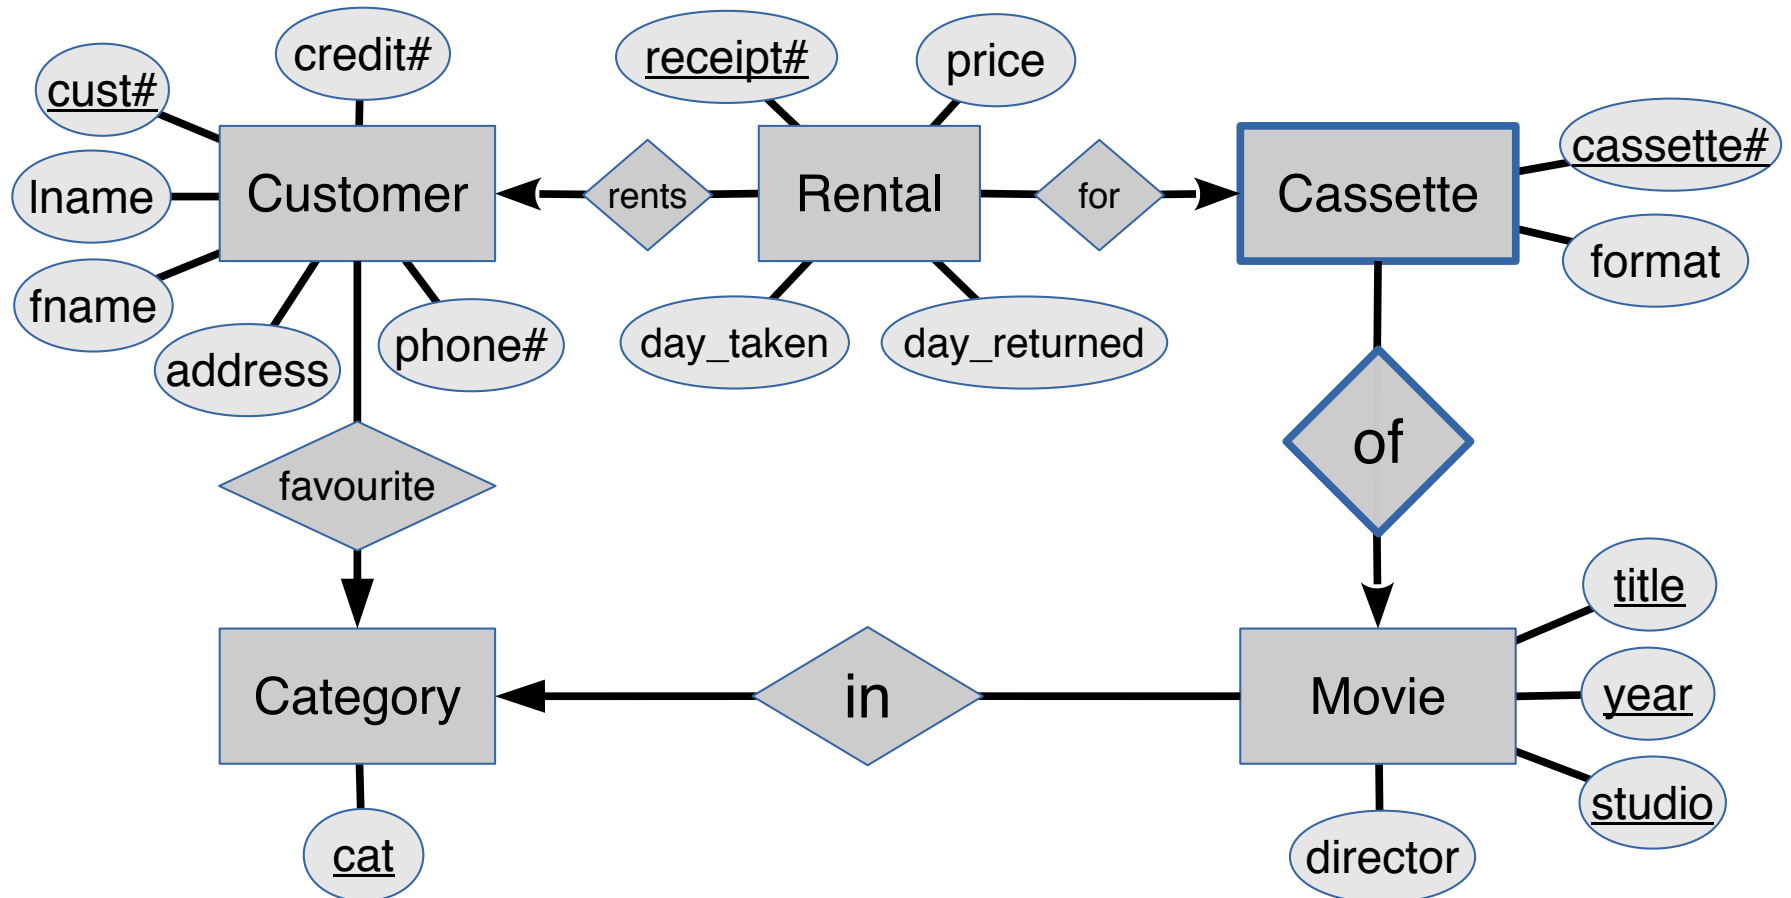 credit#
receipt#
price
cust#
cassette#
Customer
rents
Rental
for
Cassette
lname
format
fname
address
phone#
day_taken
day_returned
of
favourite
title
Category
in
Movie
year
studio
cat
director